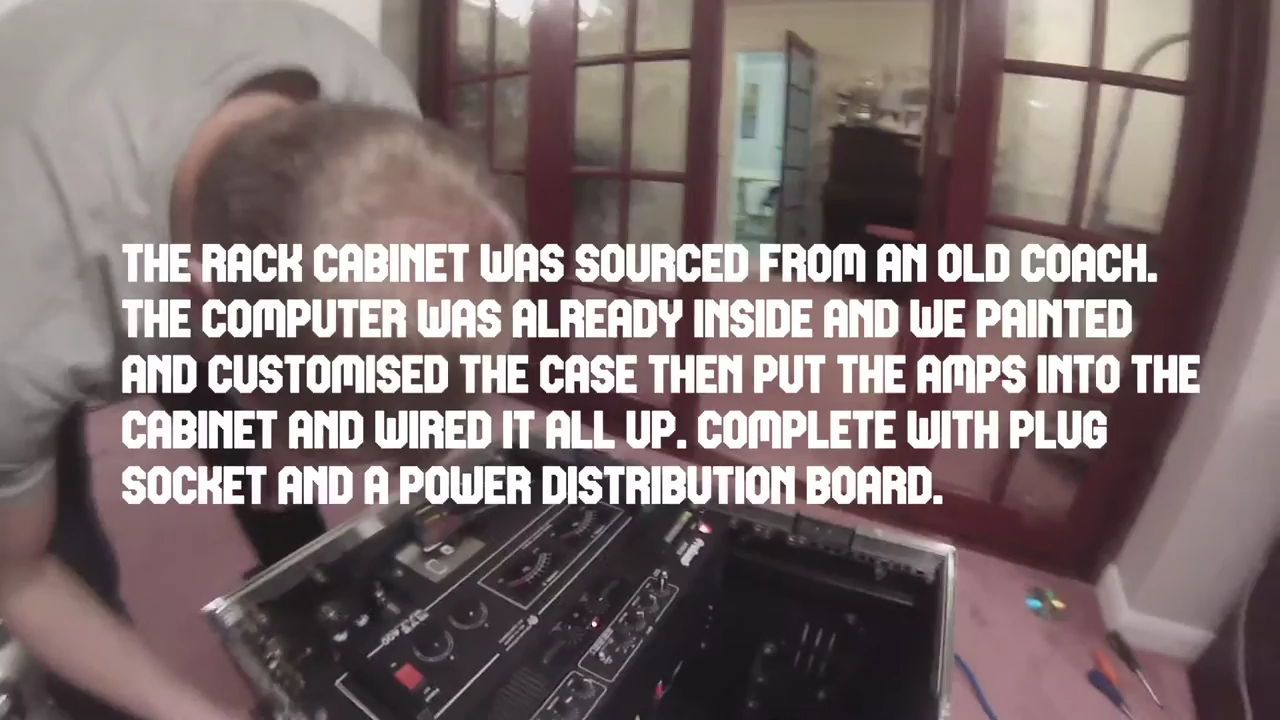 THE RACK CABINET WAS SOURCED FROM AN OLD COACH.
THE COMPUTER WAS ALREADY INSIDE AND WE PAINTED
AND CUSTOMISED THE CASE THEN PUT THE AMPS INTO THE
CABINET AND WIRED IT ALL UP. COMPLETE WITH PLUG
SOCKET AND A POWER DISTRIBUTION BOARD.